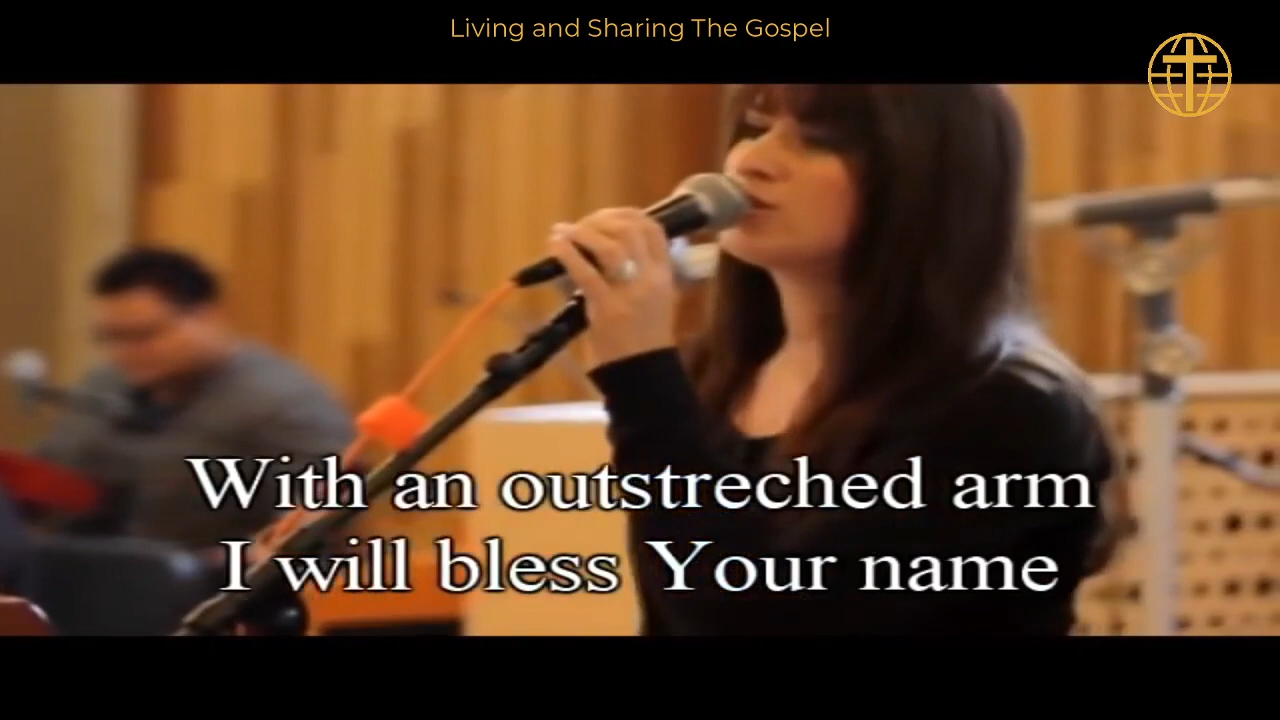 Living and Sharing The Gospel
With an outstreched arm
I will bless Your name